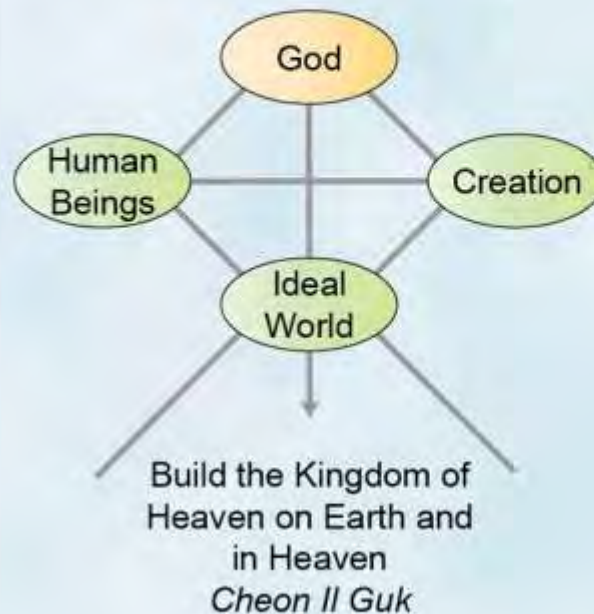 God
Human
Beings
Creation
Ideal
World
Build the Kingdom of
Heaven on Earth and
in Heaven
Cheon Il Guk